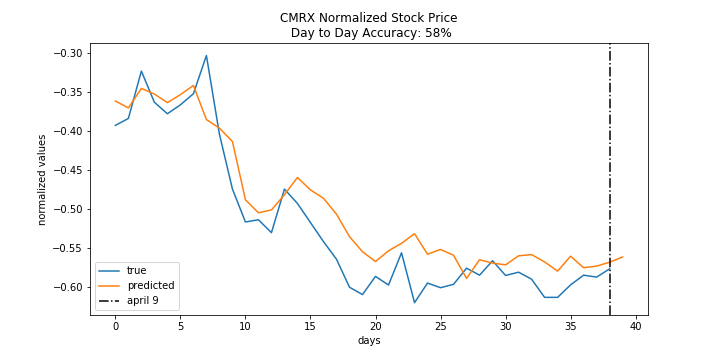 CMRX Normalized Stock Price
Day to Day Accuracy: 58%
normalized values
−0.30
−0.35
−0.40
−0.45
−0.50
−0.55
−0.60
true
predicted
april 9
0 5 10 15 20 25 30 35 40
days